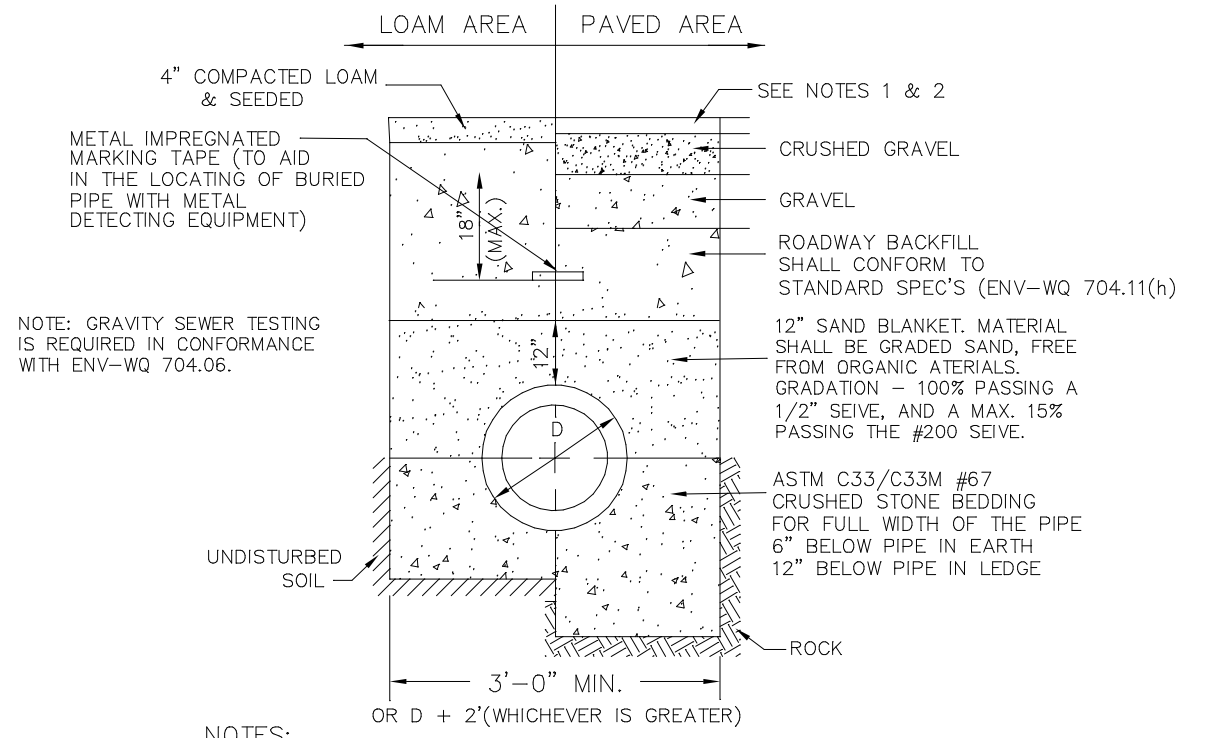 LOAM AREA
PAVED AREA
4" COMPACTED LOAM
& SEEDED
SEE NOTES 1 & 2
METAL IMPREGNATED
MARKING TAPE (TO AID
IN THE LOCATING OF BURIED
PIPE WITH METAL
DETECTING EQUIPMENT)
CRUSHED GRAVEL
GRAVEL
18"
(MAX.)
ROADWAY BACKFILL
SHALL CONFORM TO
STANDARD SPEC'S (ENV-WQ 704.11(h)
NOTE: GRAVITY SEWER TESTING
IS REQUIRED IN CONFORMANCE
WITH ENV-WQ 704.06.
12"
12" SAND BLANKET. MATERIAL
SHALL BE GRADED SAND, FREE
FROM ORGANIC ATERIALS.
GRADATION - 100% PASSING A
1/2" SEIVE, AND A MAX. 15%
PASSING THE #200 SEIVE.
D
ASTM C33/C33M #67
CRUSHED STONE BEDDING
FOR FULL WIDTH OF THE PIPE
6" BELOW PIPE IN EARTH
12" BELOW PIPE IN LEDGE
UNDISTURBED
SOIL
ROCK
3'-0" MIN.
OR D + 2'(WHICHEVER IS GREATER)
NOTES: